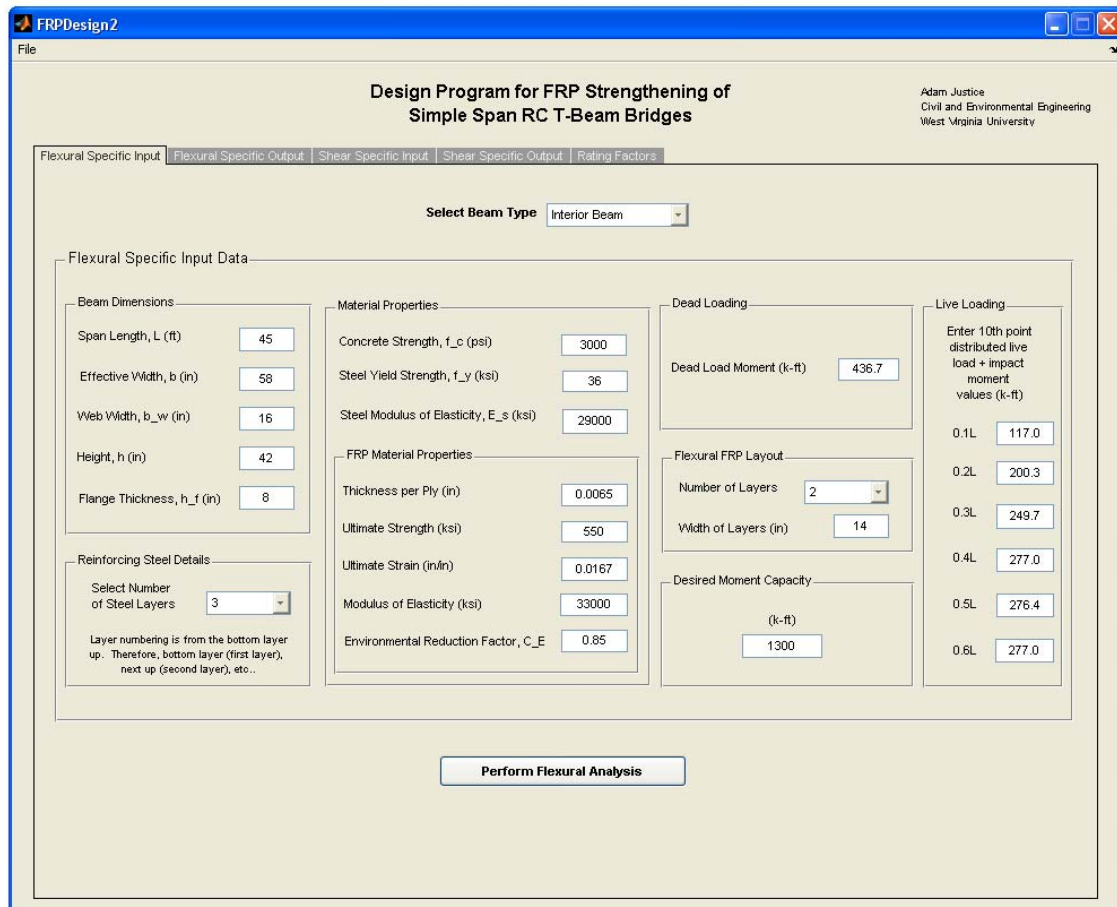 FRPDesign2
File
Design Program for FRP Strengthening of
Simple Span RC T-Beam Bridges
Adam Justice
Civil and Environmental Engineering
West Virginia University
Flexural Specific Input
Flexural Specific Output
Shear Specific Input
Shear Specific Output
Rating Factors
Select Beam Type
Interior Beam
Flexural Specific Input Data
Beam Dimensions
Span Length, L (ft)
45
Effective Width, b (in)
58
Web Width, b_w (in)
16
Height, h (in)
42
Flange Thickness, h_f (in)
8
Reinforcing Steel Details
Select Number
of Steel Layers
3
Layer numbering is from the bottom layer
up. Therefore, bottom layer (first layer),
next up (second layer), etc..
Material Properties
Concrete Strength, f_c (psi)
3000
Steel Yield Strength, f_y (ksi)
36
Steel Modulus of Elasticity, E_s (ksi)
29000
FRP Material Properties
Thickness per Ply (in)
0.0065
Ultimate Strength (ksi)
550
Ultimate Strain (in/in)
0.0167
Modulus of Elasticity (ksi)
33000
Environmental Reduction Factor, C_E
0.85
Dead Loading
Dead Load Moment (k-ft)
436.7
Flexural FRP Layout
Number of Layers
2
Width of Layers (in)
14
Desired Moment Capacity
(k-ft)
1300
Live Loading
Enter 10th point
distributed live
load + impact
moment
values (k-ft)
0.1L
117.0
0.2L
200.3
0.3L
249.7
0.4L
277.0
0.5L
276.4
0.6L
277.0
Perform Flexural Analysis